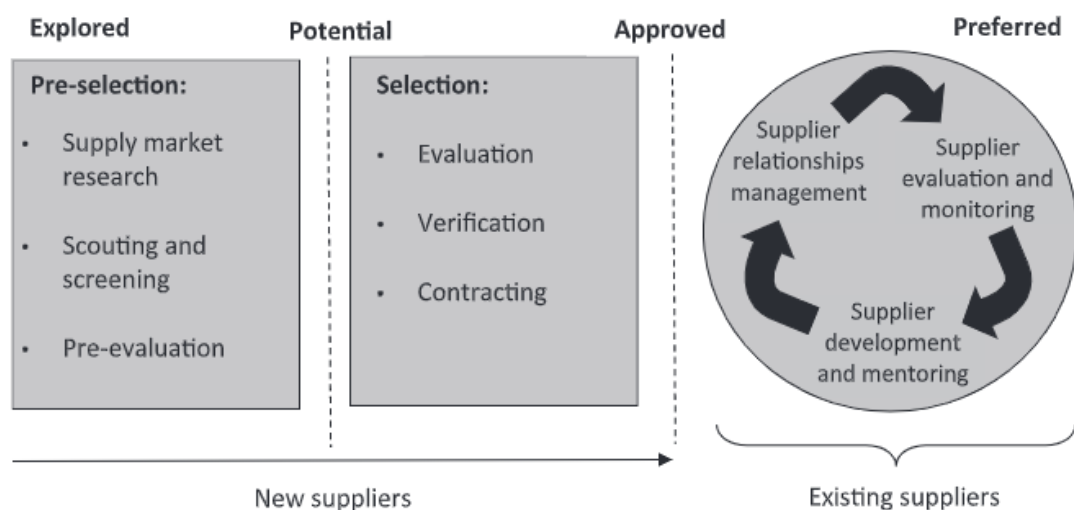 Explored
Potential
Approved
Preferred
Pre-selection:
• Supply market
research
• Scouting and
screening
• Pre-evaluation
Selection:
• Evaluation
• Verification
• Contracting
Supplier
relationships
management
Supplier
evaluation and
monitoring
Supplier
development
and mentoring
New suppliers
Existing suppliers